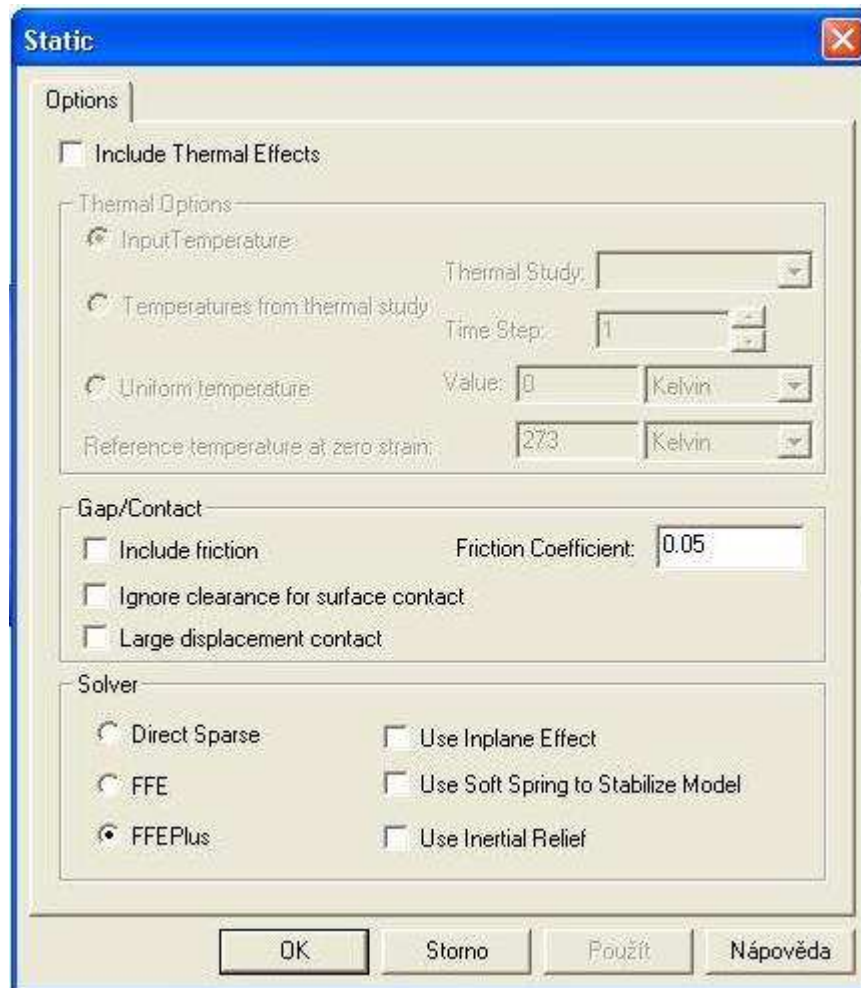 Static
Options
Include Thermal Effects
Thermal Options
InputTemperature
Thermal Study:
Temperatures from thermal study
Time Step: 1
Uniform temperature Value: 0 Kelvin
Reference temperature at zero strain: 273 Kelvin
Gap/Contact
Include friction Friction Coefficient: 0.05
Ignore clearance for surface contact
Large displacement contact
Solver
Direct Sparse Use Inplane Effect
FFE Use Soft Spring to Stabilize Model
FFEPlus Use Inertial Relief
OK Storno Použít Nápověda